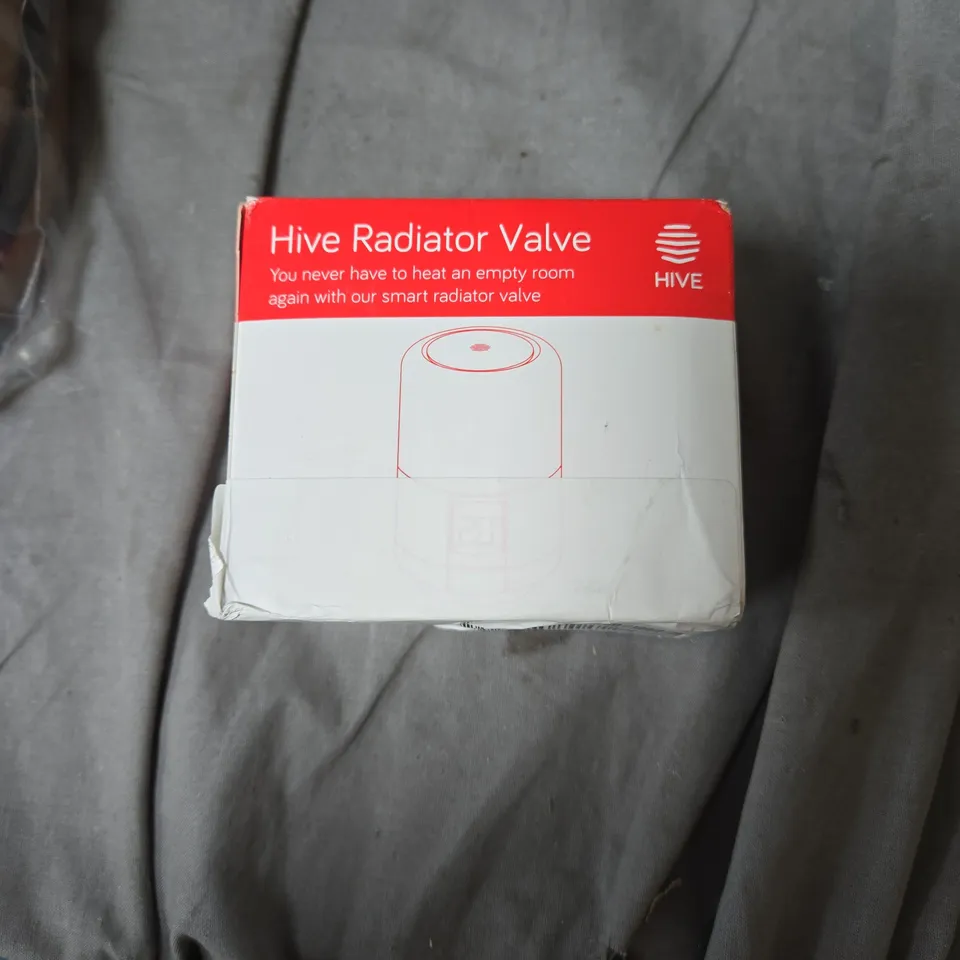 Hive Radiator Valve
You never have to heat an empty room
again with our smart radiator valve
HIVE